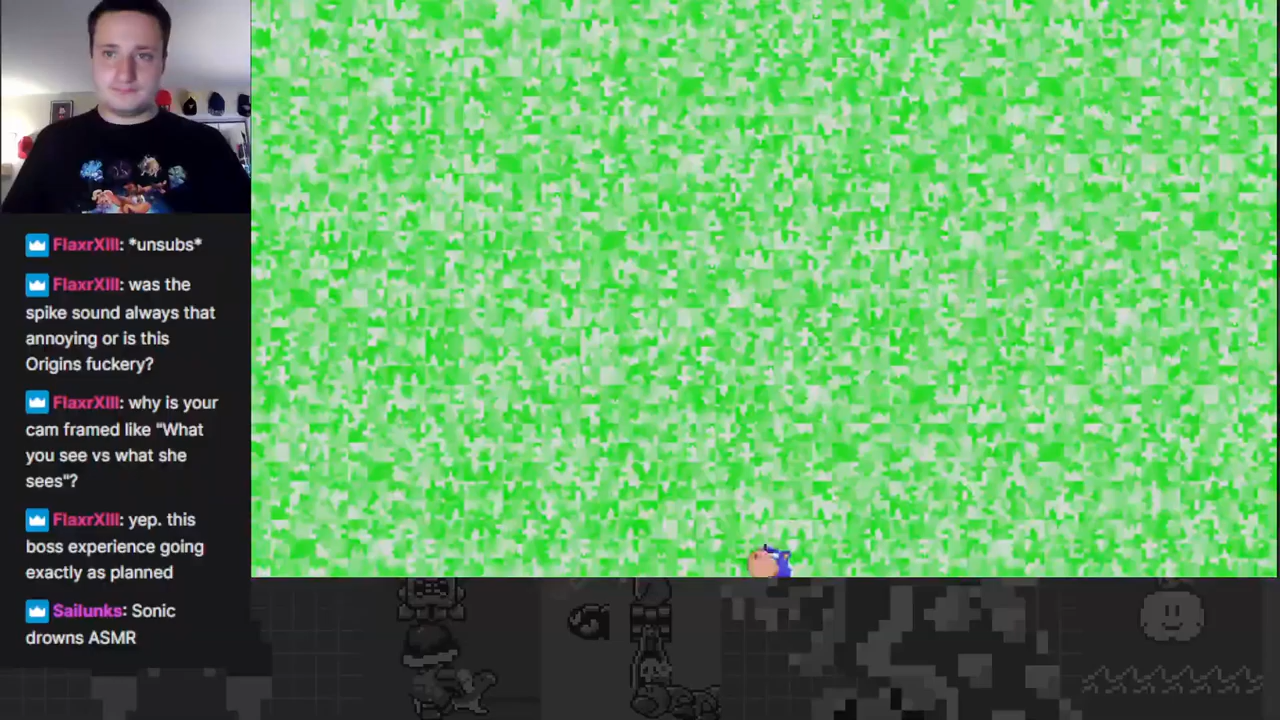 FlaxrXIII: *unsubs*
FlaxrXIII: was the
spike sound always that
annoying or is this
Origins fuckery?
FlaxrXIII: why is your
cam framed like “What
you see vs what she
sees"?
FlaxrXIII: yep. this
boss experience going
exactly as planned
Sailunks: Sonic
drowns ASMR